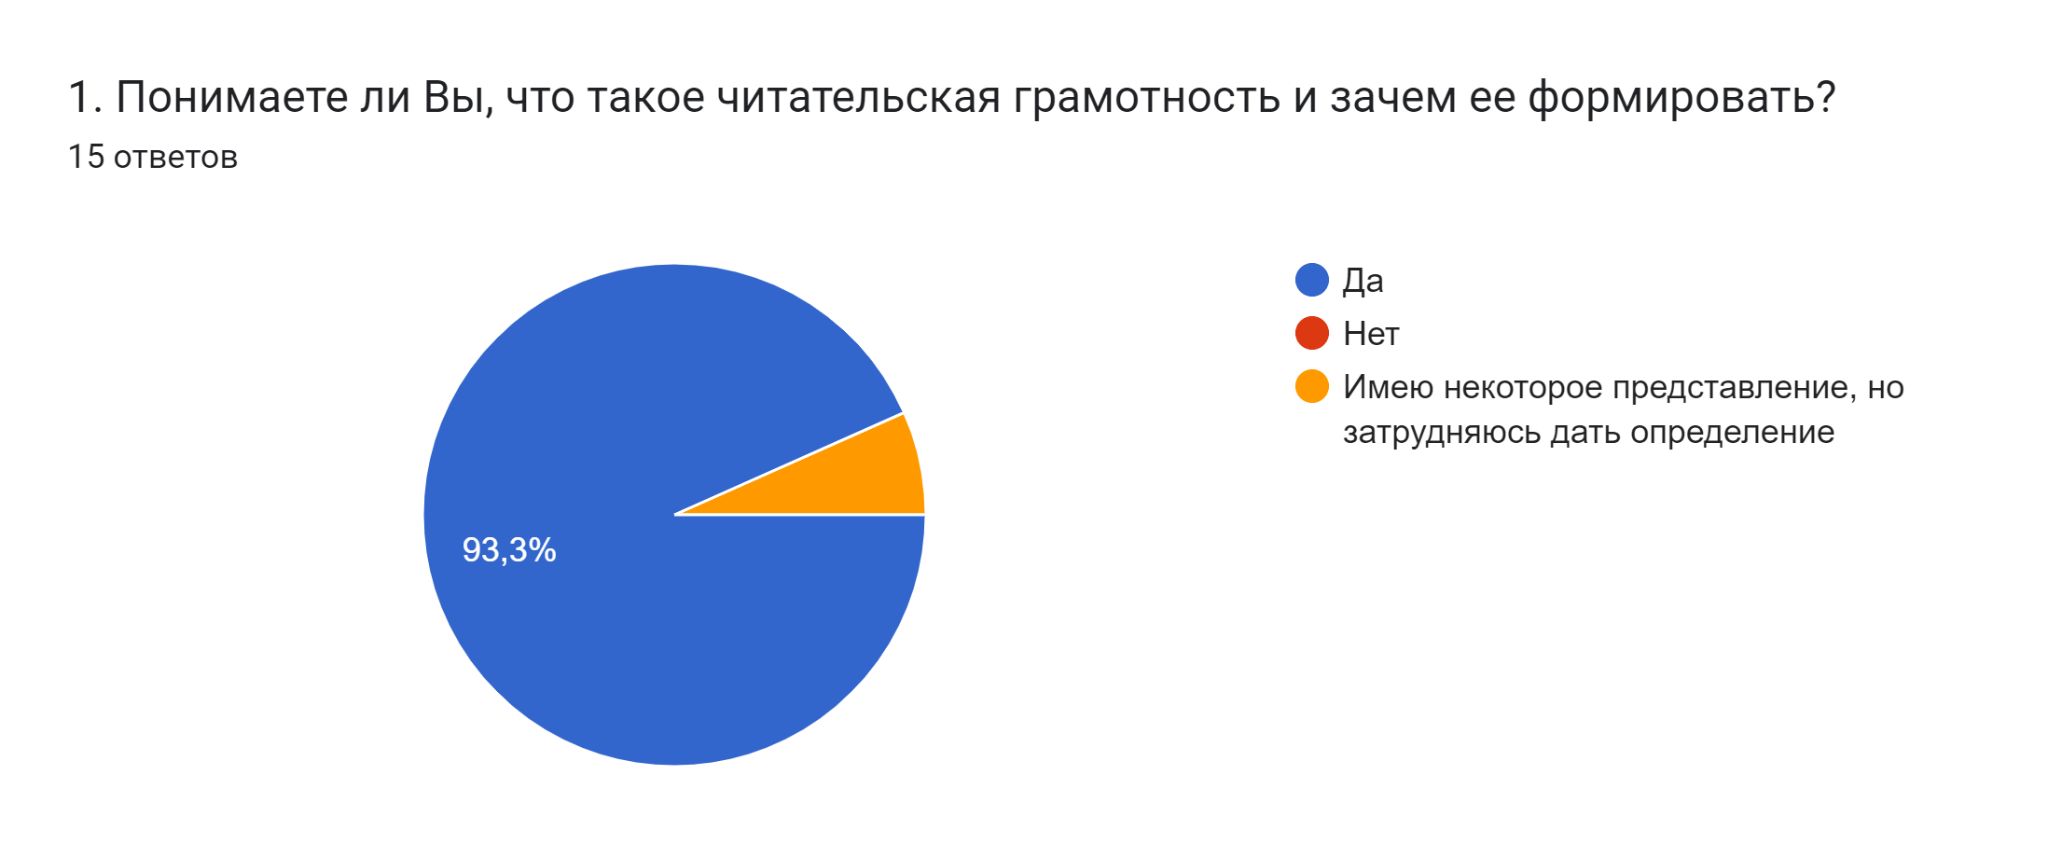 1. Понимаете ли Вы, что такое читательская грамотность и зачем ее формировать?
15 ответов
93,3%
Да
Нет
Имею некоторое представление, но
затрудняюсь дать определение